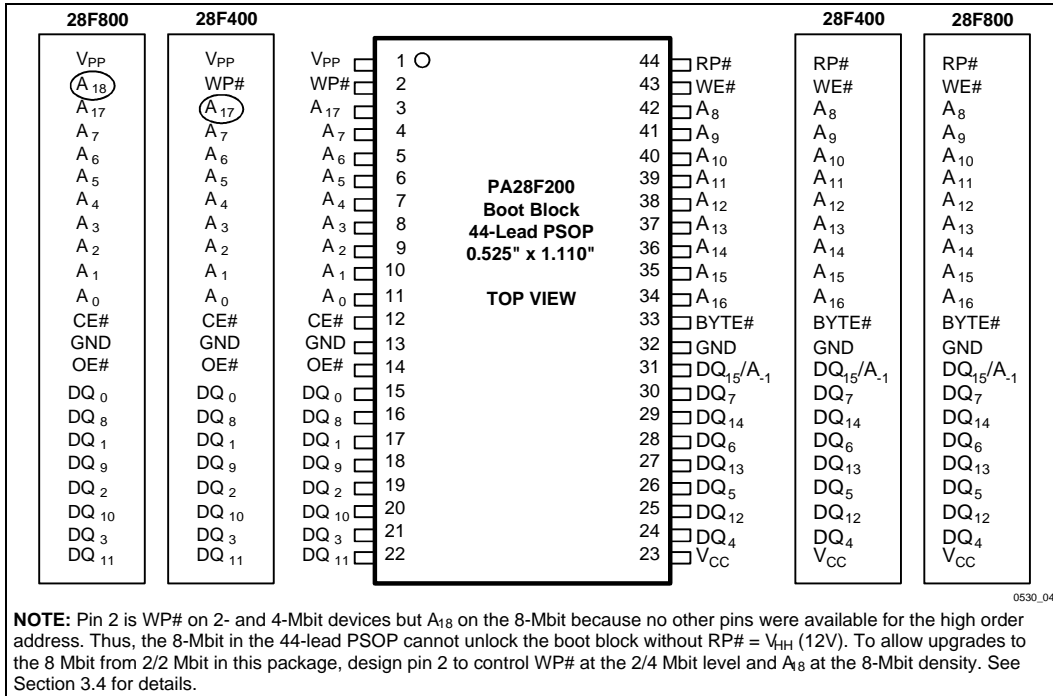 28F800 28F400 28F400 28F800
VPP VPP VPP 1 44 RP# RP# RP#
A18 WP# WP# 2 43 WE# WE# WE#
A17 A17 A17 3 42 A8 A8 A8
A7 A7 A7 4 41 A9 A9 A9
A6 A6 A6 5 40 A10 A10 A10
A5 A5 A5 6 39 A11 A11 A11
A4 A4 A4 7 38 A12 A12 A12
A3 A3 A3 8 37 A13 A13 A13
A2 A2 A2 9 36 A14 A14 A14
A1 A1 A1 10 35 A15 A15 A15
A0 A0 A0 11 34 A16 A16 A16
CE# CE# CE# 12 33 BYTE# BYTE# BYTE#
GND GND GND 13 32 GND GND GND
OE# OE# OE# 14 31 DQ15/A-1 DQ15/A-1 DQ15/A-1
DQ0 DQ0 DQ0 15 30 DQ7 DQ7 DQ7
DQ8 DQ8 DQ8 16 29 DQ14 DQ14 DQ14
DQ1 DQ1 DQ1 17 28 DQ6 DQ6 DQ6
DQ9 DQ9 DQ9 18 27 DQ13 DQ13 DQ13
DQ2 DQ2 DQ2 19 26 DQ5 DQ5 DQ5
DQ10 DQ10 DQ10 20 25 DQ12 DQ12 DQ12
DQ3 DQ3 DQ3 21 24 DQ4 DQ4 DQ4
DQ11 DQ11 DQ11 22 23 VCC VCC VCC
PA28F200
Boot Block
44-Lead PSOP
0.525" x 1.110"
TOP VIEW
0530_04
NOTE: Pin 2 is WP# on 2- and 4-Mbit devices but A18 on the 8-Mbit because no other pins were available for the high order
address. Thus, the 8-Mbit in the 44-lead PSOP cannot unlock the boot block without RP# = VHH (12V). To allow upgrades to
the 8 Mbit from 2/2 Mbit in this package, design pin 2 to control WP# at the 2/4 Mbit level and A18 at the 8-Mbit density. See
Section 3.4 for details.